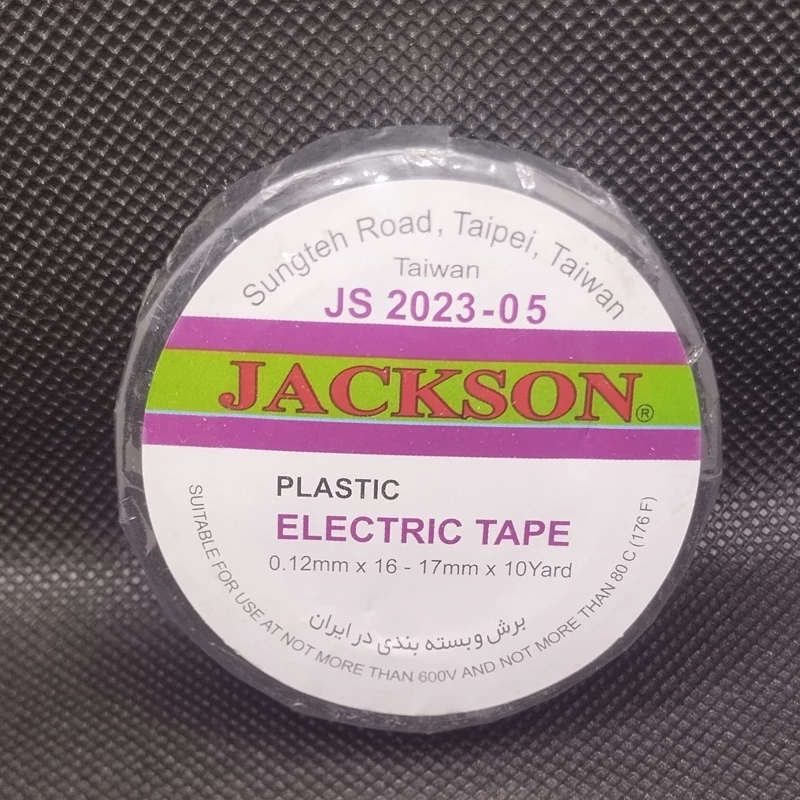 Sungteh Road, Taipei, Taiwan
Taiwan
JS 2023-05
JACKSON®
PLASTIC
ELECTRIC TAPE
0.12mm x 16 - 17mm x 10Yard
برش و بسته بندی در ایران
SUITABLE FOR USE AT NOT MORE THAN 600V AND NOT MORE THAN 80 C (176 F)